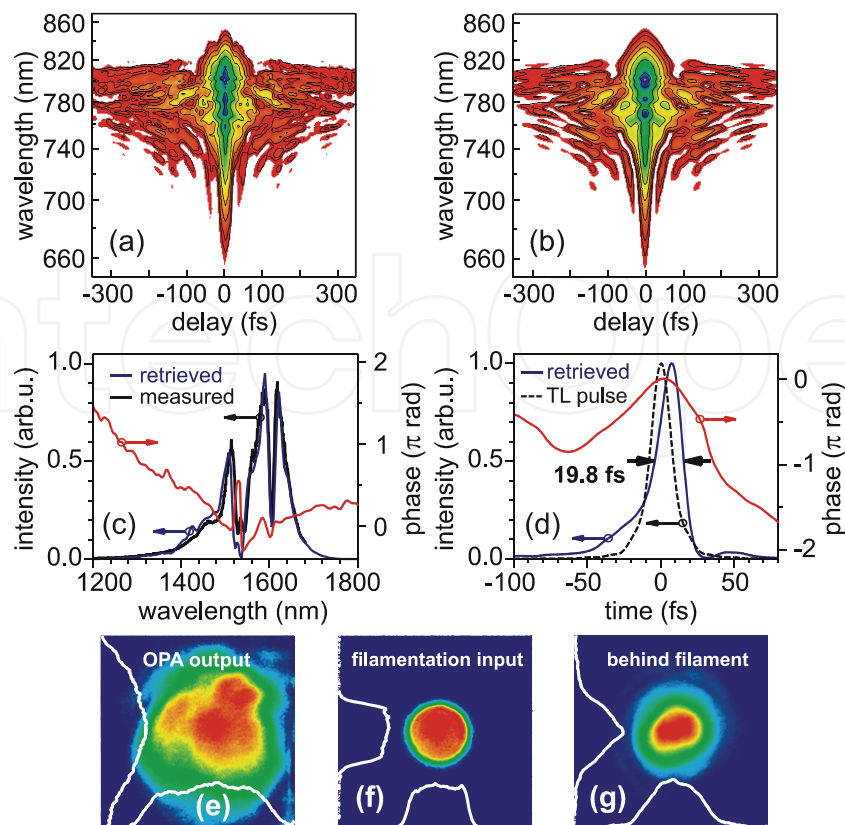 860
820
780
740
700
660
wavelength (nm)
(a)
-300 -150 0 150 300
delay (fs)
860
820
780
740
700
660
wavelength (nm)
(b)
-300 -150 0 150 300
delay (fs)
1.0
0.5
0.0
intensity (arb.u.)
retrieved
measured
(c)
2
1
0
phase (π rad)
1200 1400 1600 1800
wavelength (nm)
1.0
0.5
0.0
intensity (arb.u.)
retrieved
TL pulse
19.8 fs
(d)
0
-1
-2
phase (π rad)
-100 -50 0 50
time (fs)
OPA output
(e)
filamentation input
(f)
behind filament
(g)